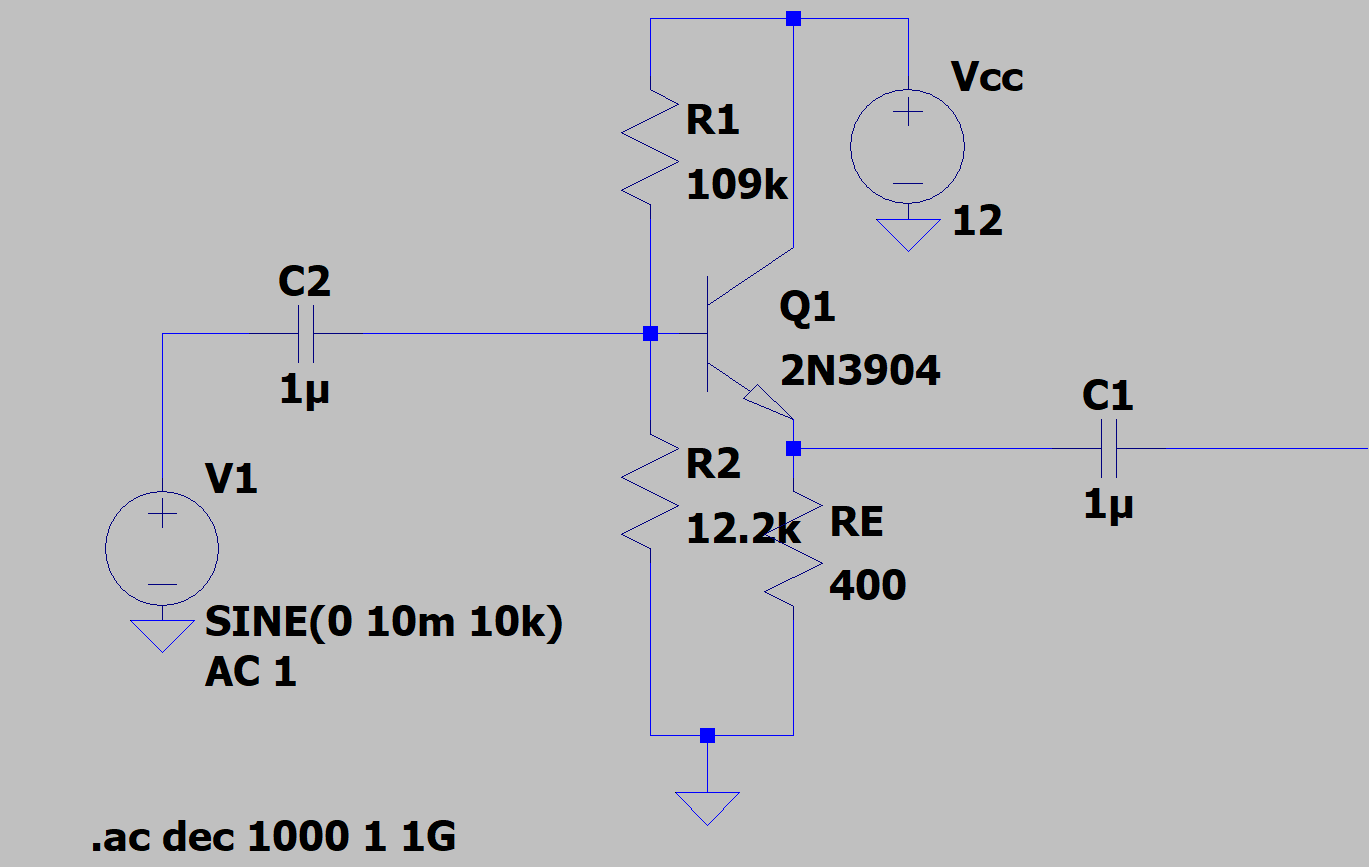 Vcc
R1
109k
12
C2
Q1
2N3904
1µ
C1
R2
V1
12.2k
RE
1µ
400
SINE(0 10m 10k)
AC 1
.ac dec 1000 1 1G